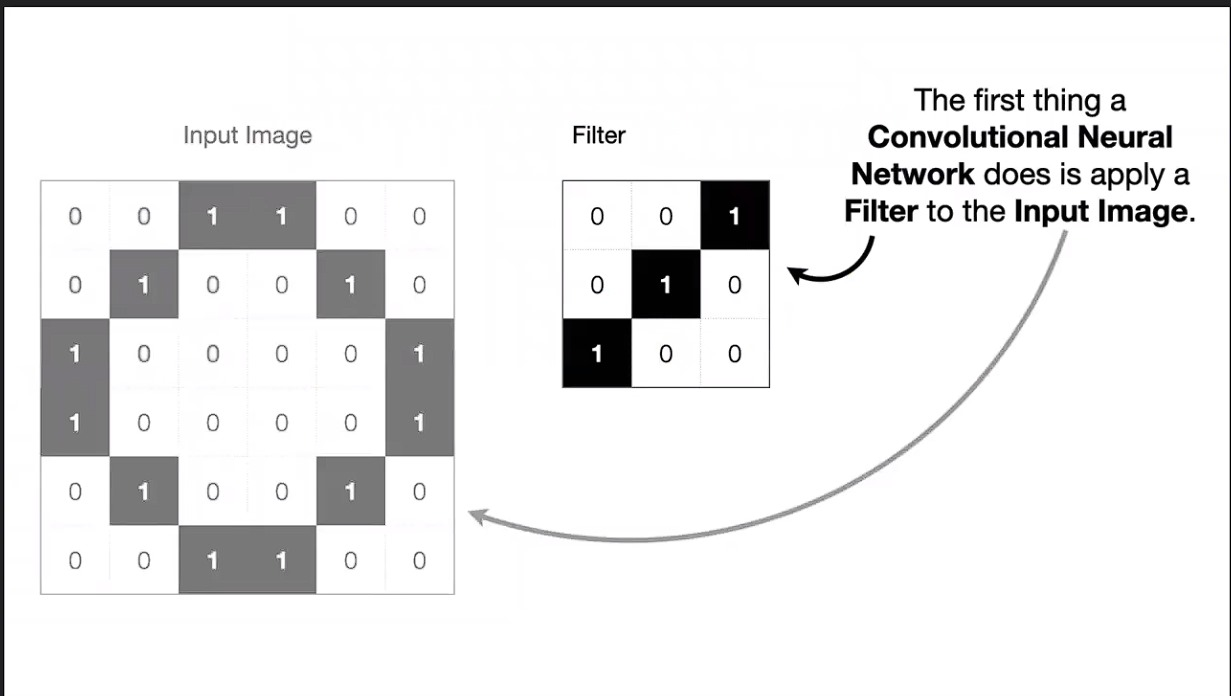 The first thing a
Convolutional Neural
Network does is apply a
Filter to the Input Image.
Input Image
Filter
0 0 1 1 0 0
0 1 0 0 1 0
1 0 0 0 0 1
1 0 0 0 0 1
0 1 0 0 1 0
0 0 1 1 0 0
0 0 1
0 1 0
1 0 0